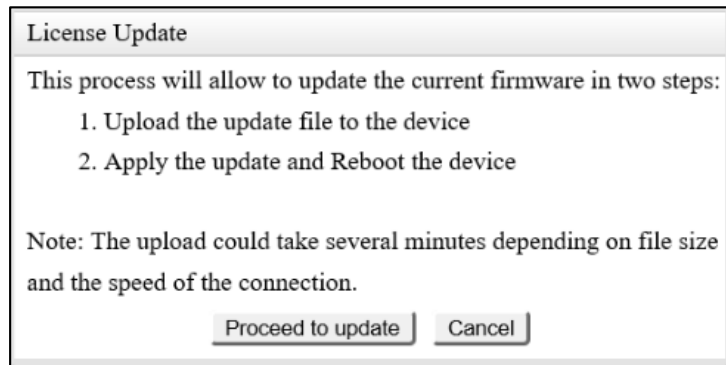 License Update
This process will allow to update the current firmware in two steps:
1. Upload the update file to the device
2. Apply the update and Reboot the device
Note: The upload could take several minutes depending on file size
and the speed of the connection.
Proceed to update Cancel